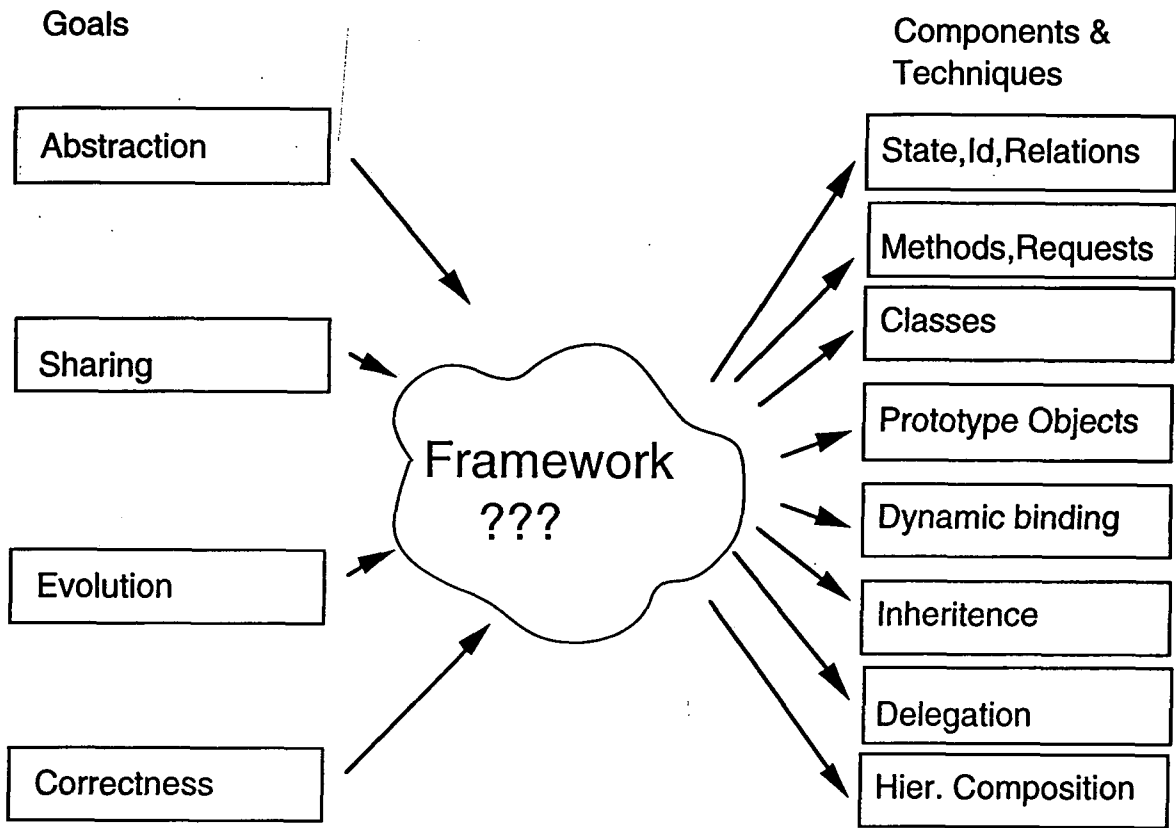 Goals
Abstraction
Sharing
Evolution
Correctness
Framework
???
Components &
Techniques
State,Id,Relations
Methods,Requests
Classes
Prototype Objects
Dynamic binding
Inheritence
Delegation
Hier. Composition